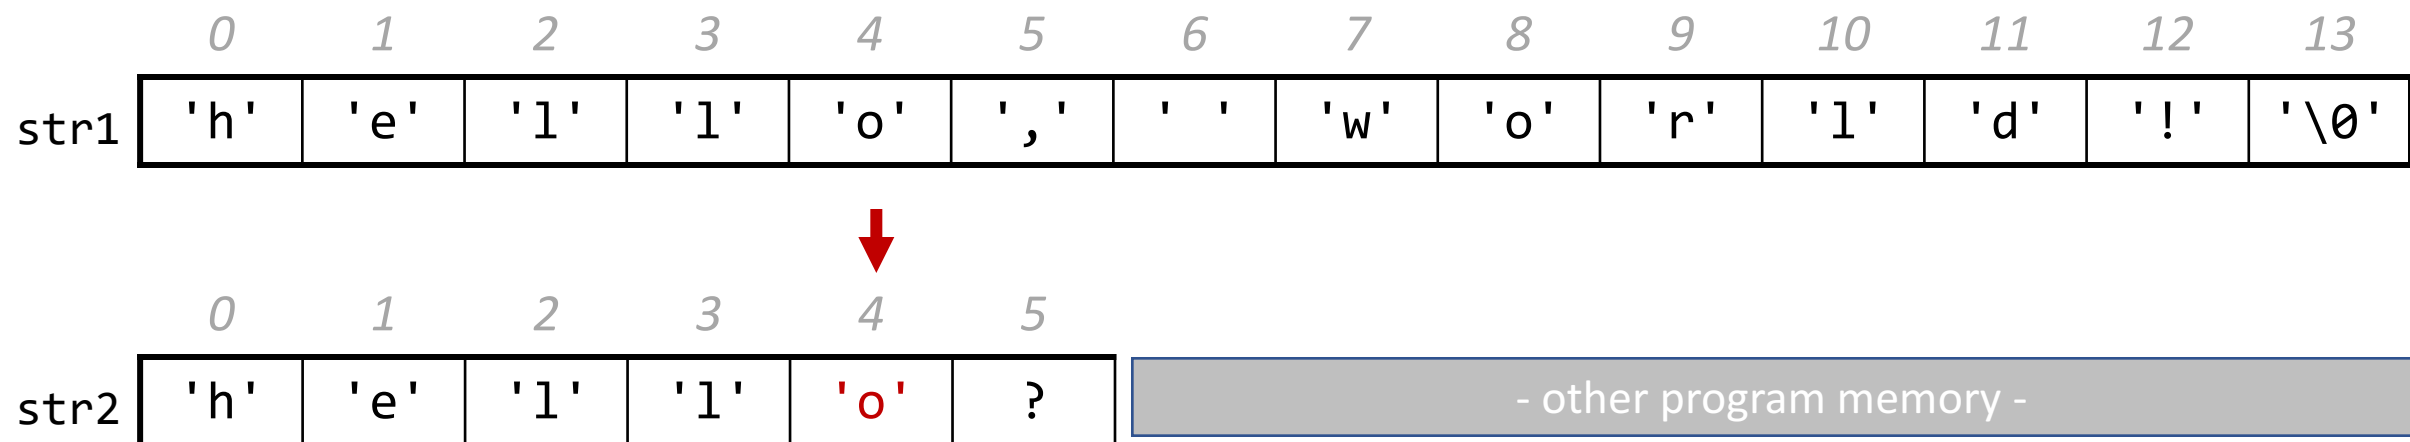 0 1 2 3 4 5 6 7 8 9 10 11 12 13
str1 'h' 'e' 'l' 'l' 'o' ',' ' ' 'w' 'o' 'r' 'l' 'd' '!' '\0'
0 1 2 3 4 5
str2 'h' 'e' 'l' 'l' 'o' ? - other program memory -